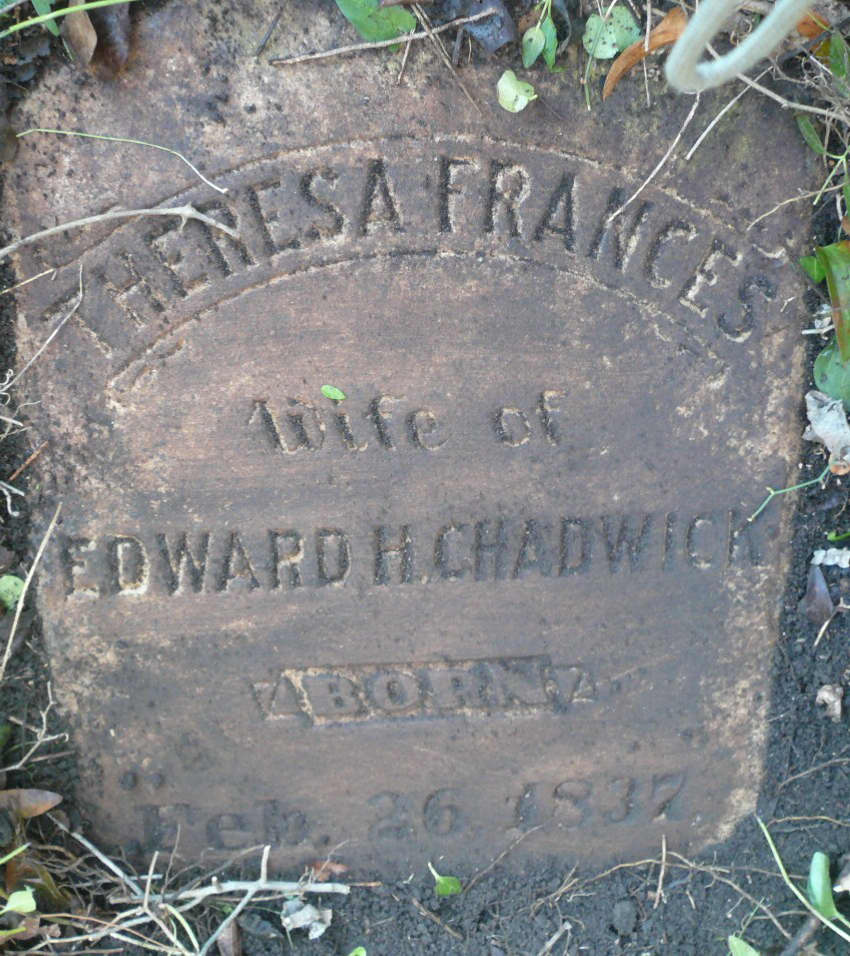 THERESA FRANCES
Wife of
EDWARD H. CHADWICK
BORN
Feb. 26 1837